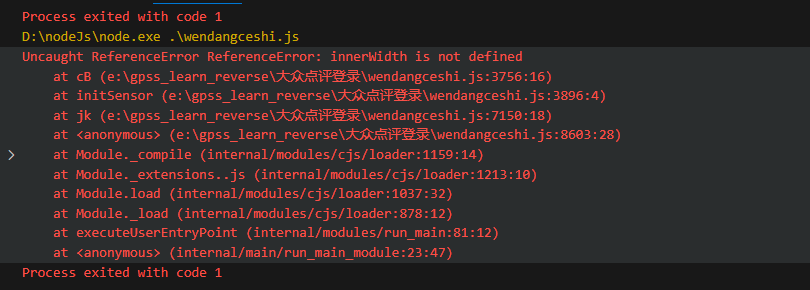 Process exited with code 1
D:\nodeJs\node.exe .\wendangceshi.js
Uncaught ReferenceError ReferenceError: innerWidth is not defined
    at cB (e:\gpss_learn_reverse\大众点评登录\wendangceshi.js:3756:16)
    at initSensor (e:\gpss_learn_reverse\大众点评登录\wendangceshi.js:3896:4)
    at jk (e:\gpss_learn_reverse\大众点评登录\wendangceshi.js:7150:18)
    at <anonymous> (e:\gpss_learn_reverse\大众点评登录\wendangceshi.js:8603:28)
    at Module._compile (internal/modules/cjs/loader:1159:14)
    at Module._extensions..js (internal/modules/cjs/loader:1213:10)
    at Module.load (internal/modules/cjs/loader:1037:32)
    at Module._load (internal/modules/cjs/loader:878:12)
    at executeUserEntryPoint (internal/modules/run_main:81:12)
    at <anonymous> (internal/main/run_main_module:23:47)
Process exited with code 1